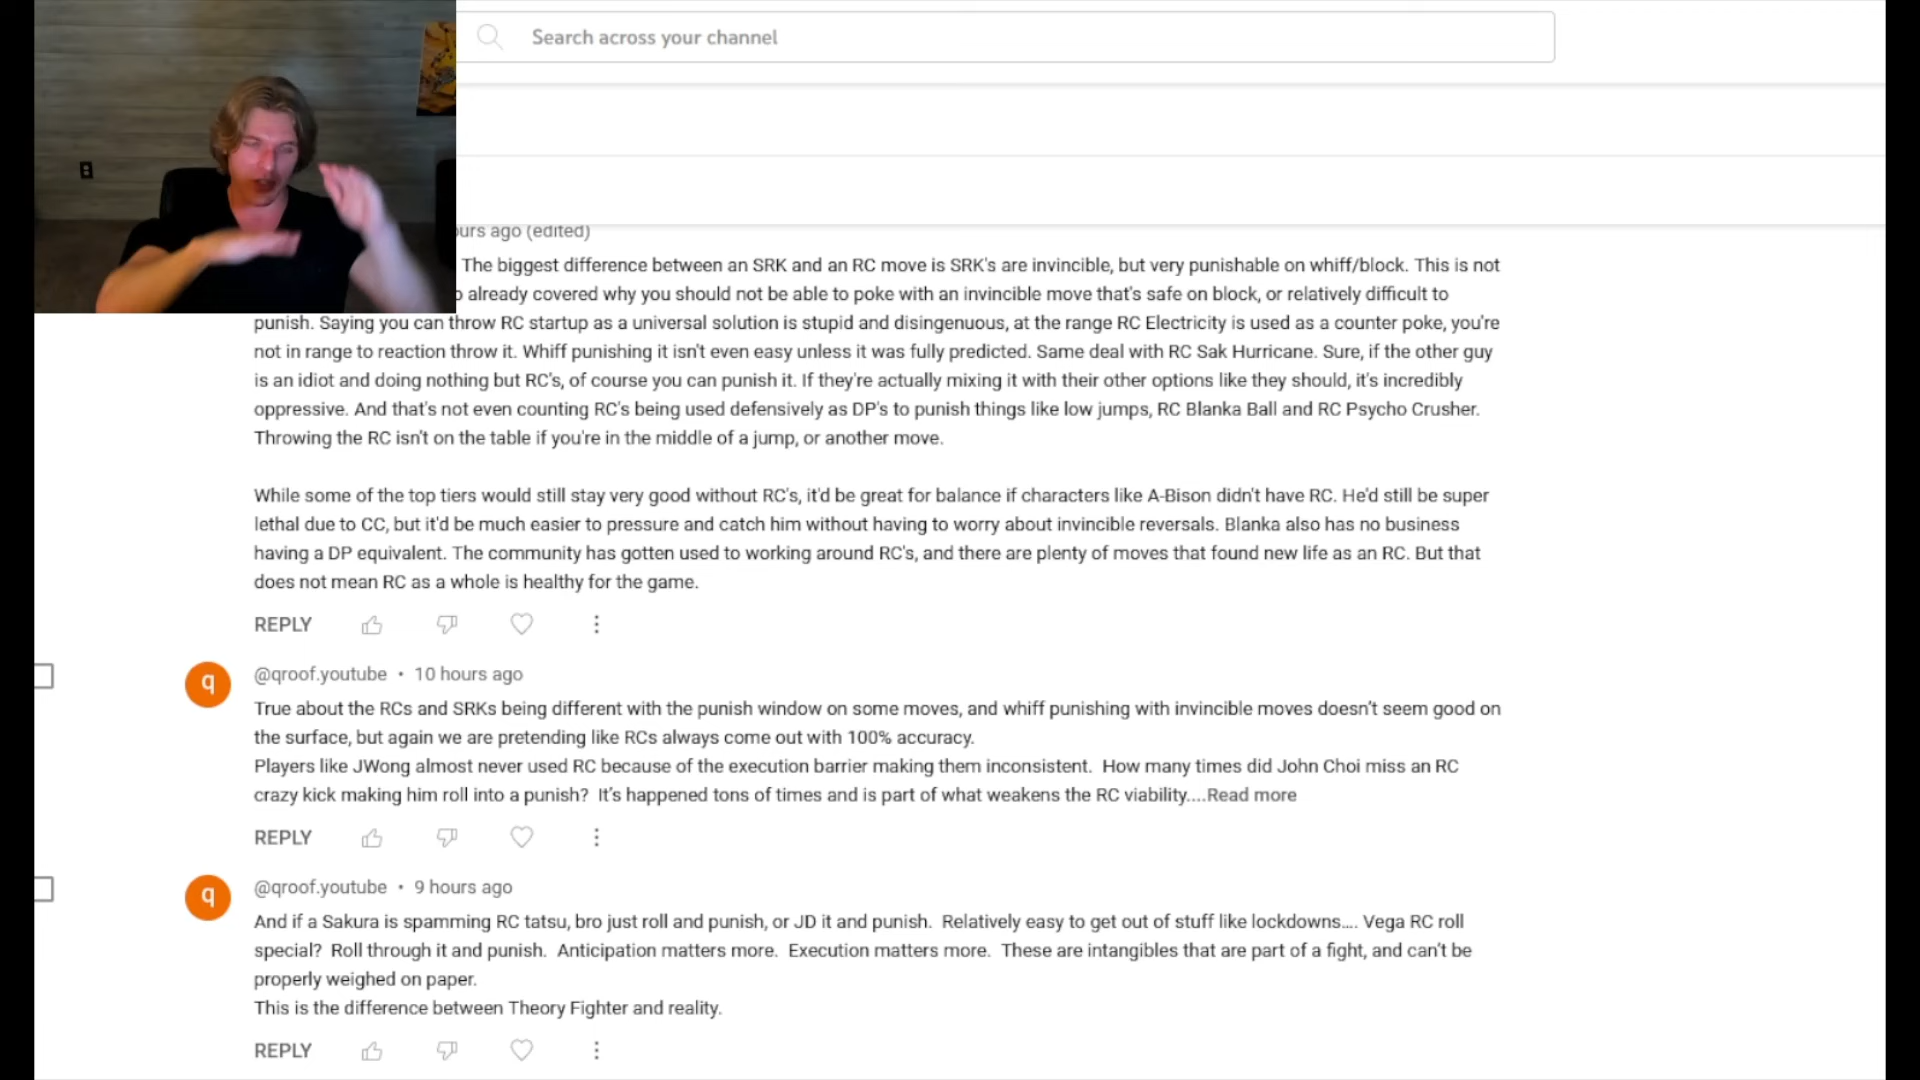 Search across your channel
ours ago (edited)
The biggest difference between an SRK and an RC move is SRK's are invincible, but very punishable on whiff/block. This is not
already covered why you should not be able to poke with an invincible move that's safe on block, or relatively difficult to
punish. Saying you can throw RC startup as a universal solution is stupid and disingenuous, at the range RC Electricity is used as a counter poke, you're
not in range to reaction throw it. Whiff punishing it isn't even easy unless it was fully predicted. Same deal with RC Sak Hurricane. Sure, if the other guy
is an idiot and doing nothing but RC's, of course you can punish it. If they're actually mixing it with their other options like they should, it's incredibly
oppressive. And that's not even counting RC's being used defensively as DP's to punish things like low jumps, RC Blanka Ball and RC Psycho Crusher.
Throwing the RC isn't on the table if you're in the middle of a jump, or another move.
While some of the top tiers would still stay very good without RC's, it'd be great for balance if characters like A-Bison didn't have RC. He'd still be super
lethal due to CC, but it'd be much easier to pressure and catch him without having to worry about invincible reversals. Blanka also has no business
having a DP equivalent. The community has gotten used to working around RC's, and there are plenty of moves that found new life as an RC. But that
does not mean RC as a whole is healthy for the game.
REPLY
q
@qroof.youtube • 10 hours ago
True about the RCs and SRKs being different with the punish window on some moves, and whiff punishing with invincible moves doesn't seem good on
the surface, but again we are pretending like RCs always come out with 100% accuracy.
Players like JWong almost never used RC because of the execution barrier making them inconsistent. How many times did John Choi miss an RC
crazy kick making him roll into a punish? It's happened tons of times and is part of what weakens the RC viability....Read more
REPLY
q
@qroof.youtube • 9 hours ago
And if a Sakura is spamming RC tatsu, bro just roll and punish, or JD it and punish. Relatively easy to get out of stuff like lockdowns.... Vega RC roll
special? Roll through it and punish. Anticipation matters more. Execution matters more. These are intangibles that are part of a fight, and can't be
properly weighed on paper.
This is the difference between Theory Fighter and reality.
REPLY